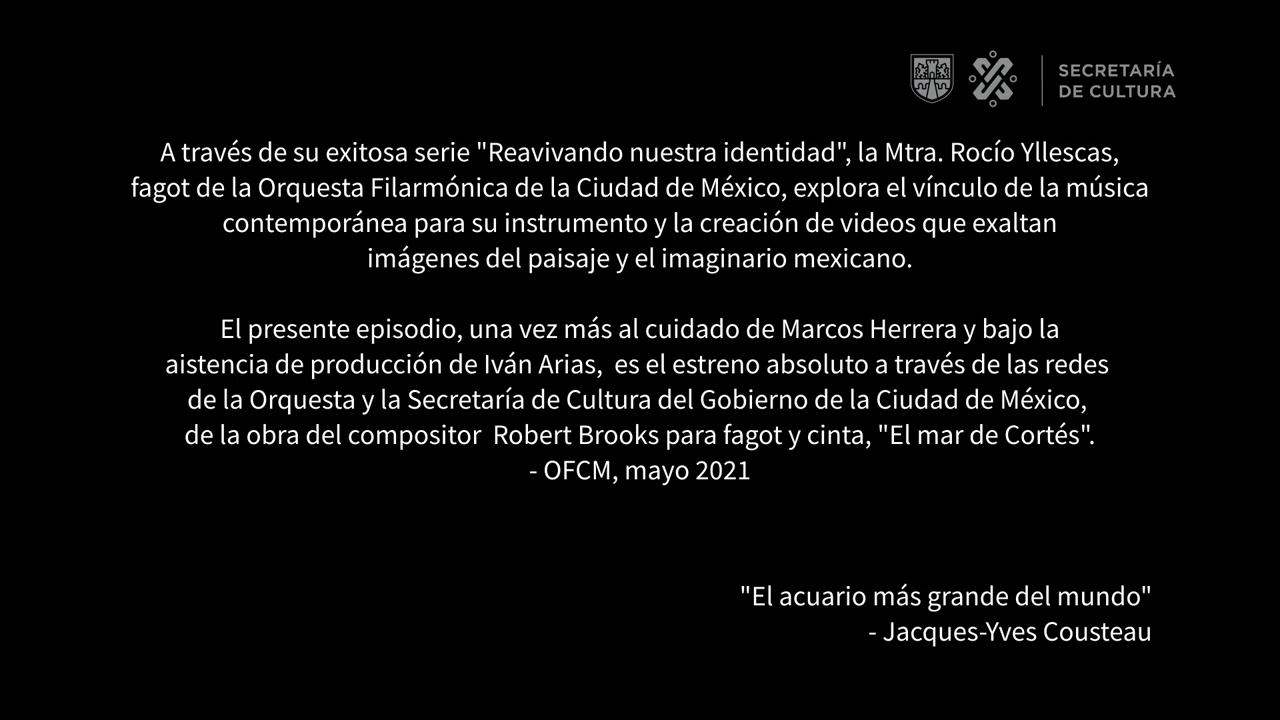 SECRETARÍA
DE CULTURA
A través de su exitosa serie "Reavivando nuestra identidad", la Mtra. Rocío Yllescas,
fagot de la Orquesta Filarmónica de la Ciudad de México, explora el vínculo de la música
contemporánea para su instrumento y la creación de videos que exaltan
imágenes del paisaje y el imaginario mexicano.
El presente episodio, una vez más al cuidado de Marcos Herrera y bajo la
aistencia de producción de Iván Arias,  es el estreno absoluto a través de las redes
de la Orquesta y la Secretaría de Cultura del Gobierno de la Ciudad de México,
de la obra del compositor  Robert Brooks para fagot y cinta, "El mar de Cortés".
- OFCM, mayo 2021
"El acuario más grande del mundo"
- Jacques-Yves Cousteau